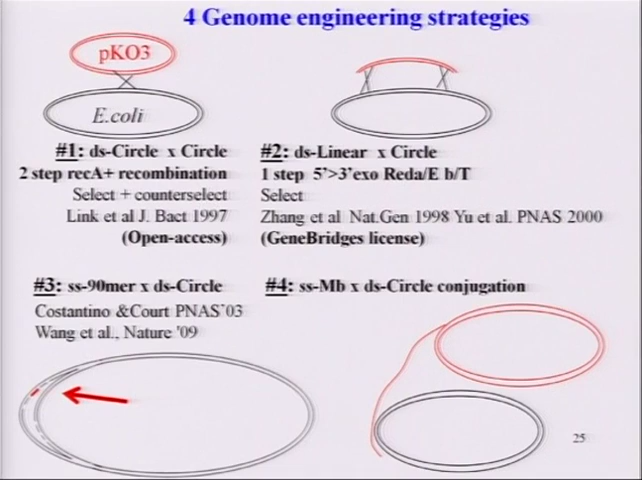 4 Genome engineering strategies
pKO3
E.coli
#1: ds-Circle x Circle
2 step recA+ recombination
Select + counterselect
Link et al J. Bact 1997
(Open-access)
#2: ds-Linear x Circle
1 step 5'>3'exo Reda/E b/T
Select
Zhang et al Nat.Gen 1998 Yu et al. PNAS 2000
(GeneBridges license)
#3: ss-90mer x ds-Circle
Costantino &Court PNAS'03
Wang et al., Nature '09
#4: ss-Mb x ds-Circle conjugation
25